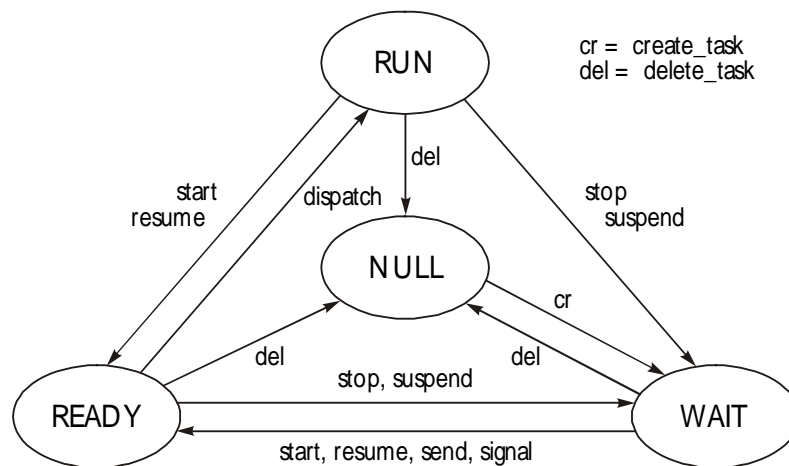 RUN
cr = create_task
del = delete_task
del
start
resume
dispatch
stop
suspend
NULL
cr
del
del
stop, suspend
READY
WAIT
start, resume, send, signal